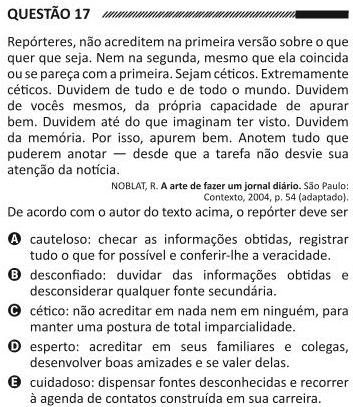 QUESTÃO 17
Repórteres, não acreditem na primeira versão sobre o que
quer que seja. Nem na segunda, mesmo que ela coincida
ou se pareça com a primeira. Sejam céticos. Extremamente
céticos. Duvidem de tudo e de todo o mundo. Duvidem
de vocês mesmos, da própria capacidade de apurar
bem. Duvidem até do que imaginam ter visto. Duvidem
da memória. Por isso, apurem bem. Anotem tudo que
puderem anotar — desde que a tarefa não desvie sua
atenção da notícia.
NOBLAT, R. A arte de fazer um jornal diário. São Paulo:
Contexto, 2004, p. 54 (adaptado).
De acordo com o autor do texto acima, o repórter deve ser
A cauteloso: checar as informações obtidas, registrar
tudo o que for possível e conferir-lhe a veracidade.
B desconfiado: duvidar das informações obtidas e
desconsiderar qualquer fonte secundária.
C cético: não acreditar em nada nem em ninguém, para
manter uma postura de total imparcialidade.
D esperto: acreditar em seus familiares e colegas,
desenvolver boas amizades e se valer delas.
E cuidadoso: dispensar fontes desconhecidas e recorrer
à agenda de contatos construída em sua carreira.